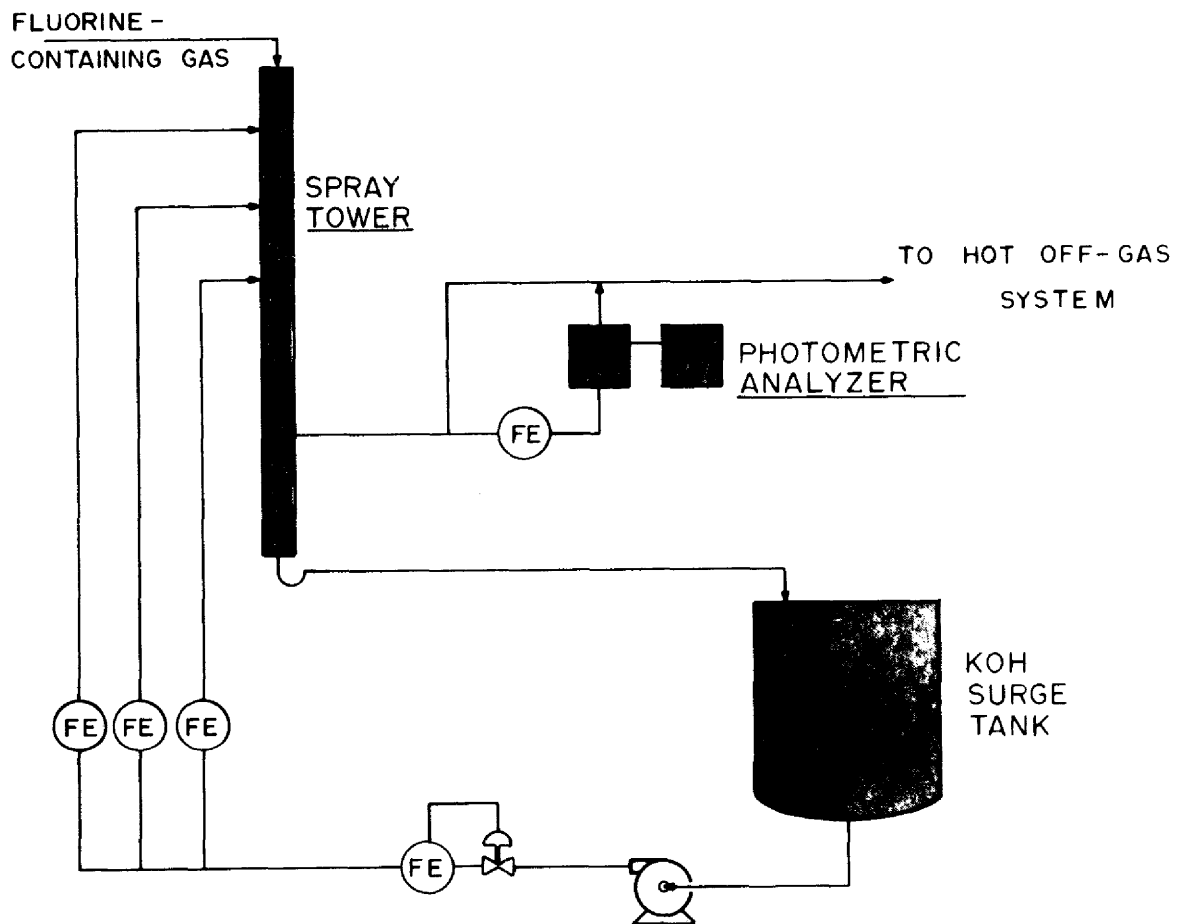 FLUORINE-
CONTAINING GAS
SPRAY
TOWER
TO HOT OFF-GAS
SYSTEM
PHOTOMETRIC
ANALYZER
FE
KOH
SURGE
TANK
FE
FE
FE
FE